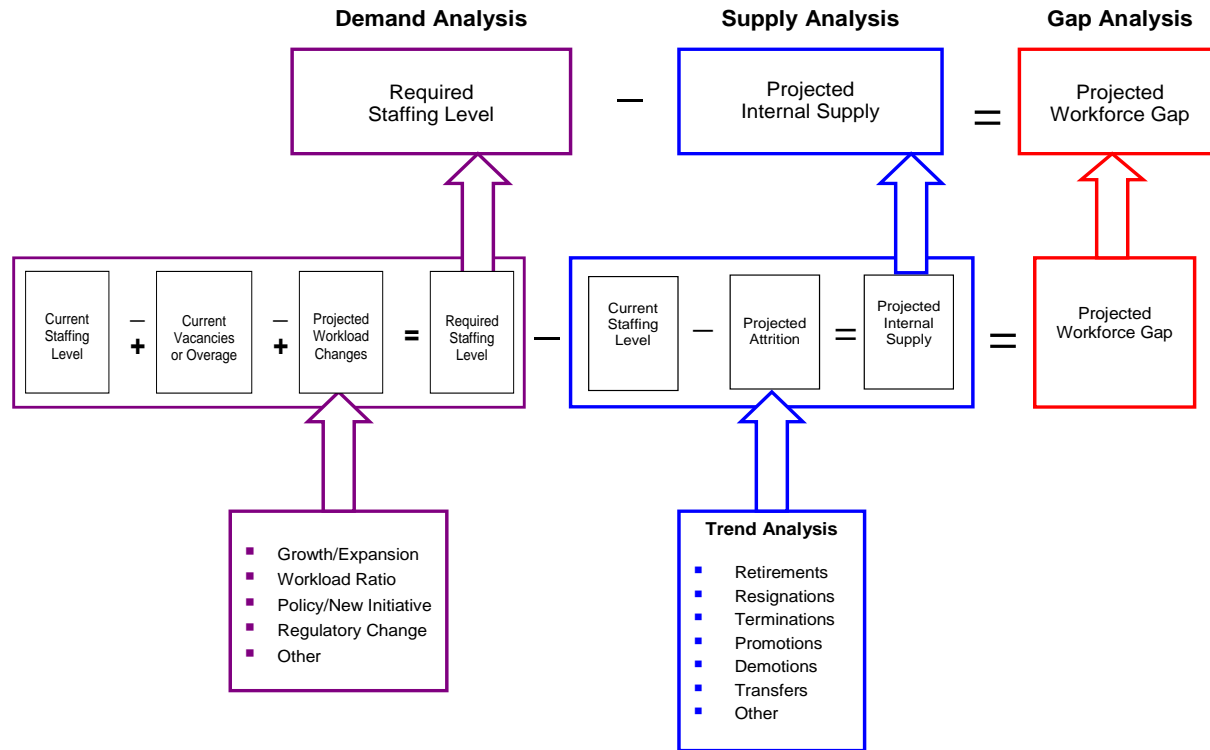 Demand Analysis
Supply Analysis
Gap Analysis
Required
Staffing Level
–
Projected
Internal Supply
=
Projected
Workforce Gap
Current
Staffing
Level
–
+
Current
Vacancies
or Overage
–
+
Projected
Workload
Changes
=
Required
Staffing
Level
–
Current
Staffing
Level
–
Projected
Attrition
=
Projected
Internal
Supply
=
Projected
Workforce Gap
▪ Growth/Expansion
▪ Workload Ratio
▪ Policy/New Initiative
▪ Regulatory Change
▪ Other
Trend Analysis
▪ Retirements
▪ Resignations
▪ Terminations
▪ Promotions
▪ Demotions
▪ Transfers
▪ Other